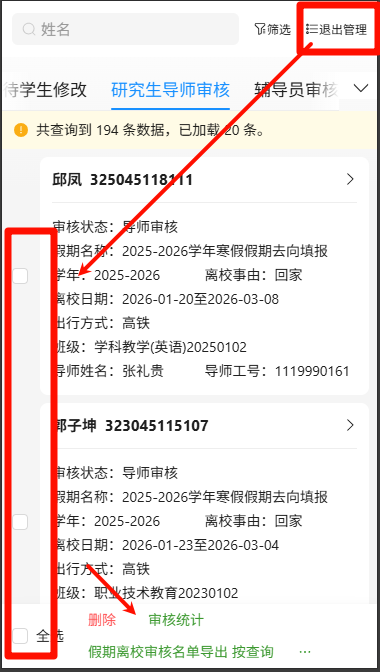 姓名 筛选 退出管理
待学生修改 研究生导师审核 辅导员审核
共查询到 194 条数据，已加载 20 条。
邱凤 325045118111
审核状态：导师审核
假期名称：2025-2026学年寒假假期去向填报
学年：2025-2026 离校事由：回家
离校日期：2026-01-20至2026-03-08
出行方式：高铁
班级：学科教学(英语)20250102
导师姓名：张礼贵 导师工号：1119990161
郭子坤 323045115107
审核状态：导师审核
假期名称：2025-2026学年寒假假期去向填报
学年：2025-2026 离校事由：回家
离校日期：2026-01-23至2026-03-04
出行方式：高铁
班级：职业技术教育20230102
全选 删除 审核统计
假期离校审核名单导出 按查询 ...